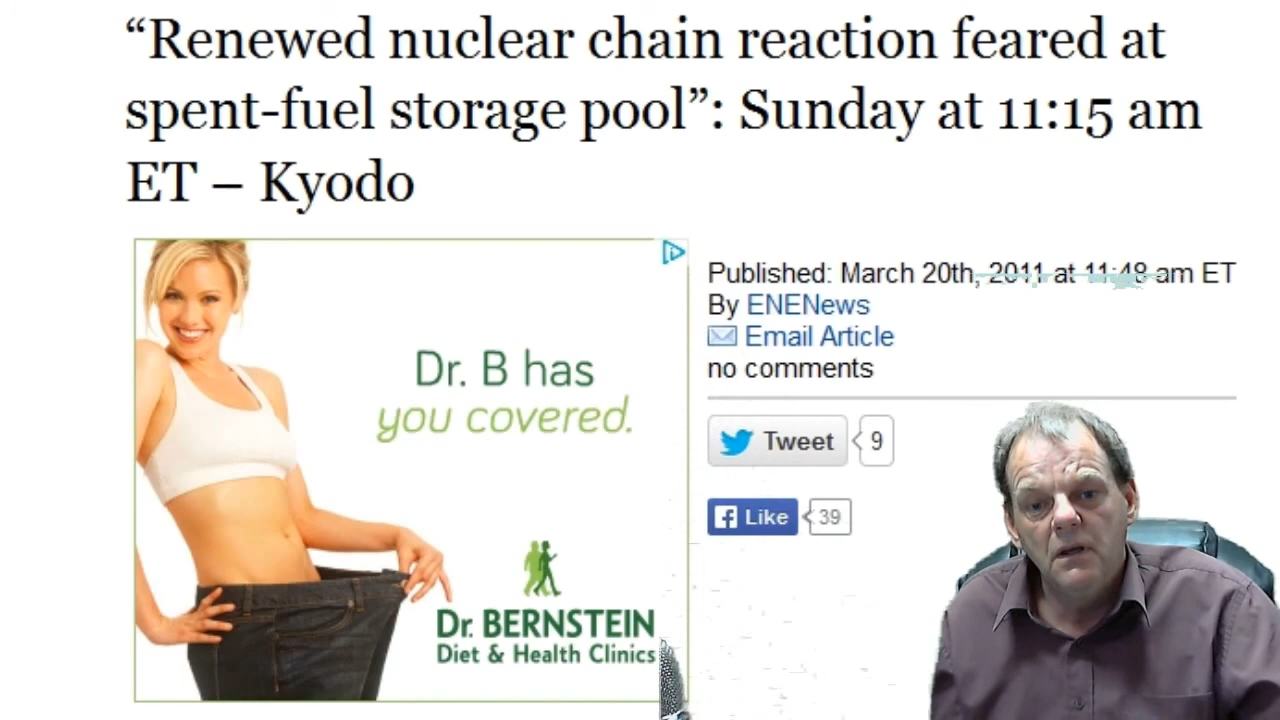 “Renewed nuclear chain reaction feared at
spent-fuel storage pool”: Sunday at 11:15 am
ET – Kyodo
Dr. B has
you covered.
Dr. BERNSTEIN
Diet & Health Clinics
Published: March 20th, 2011 at 11:48 am ET
By ENENews
Email Article
no comments
Tweet 9
Like 39